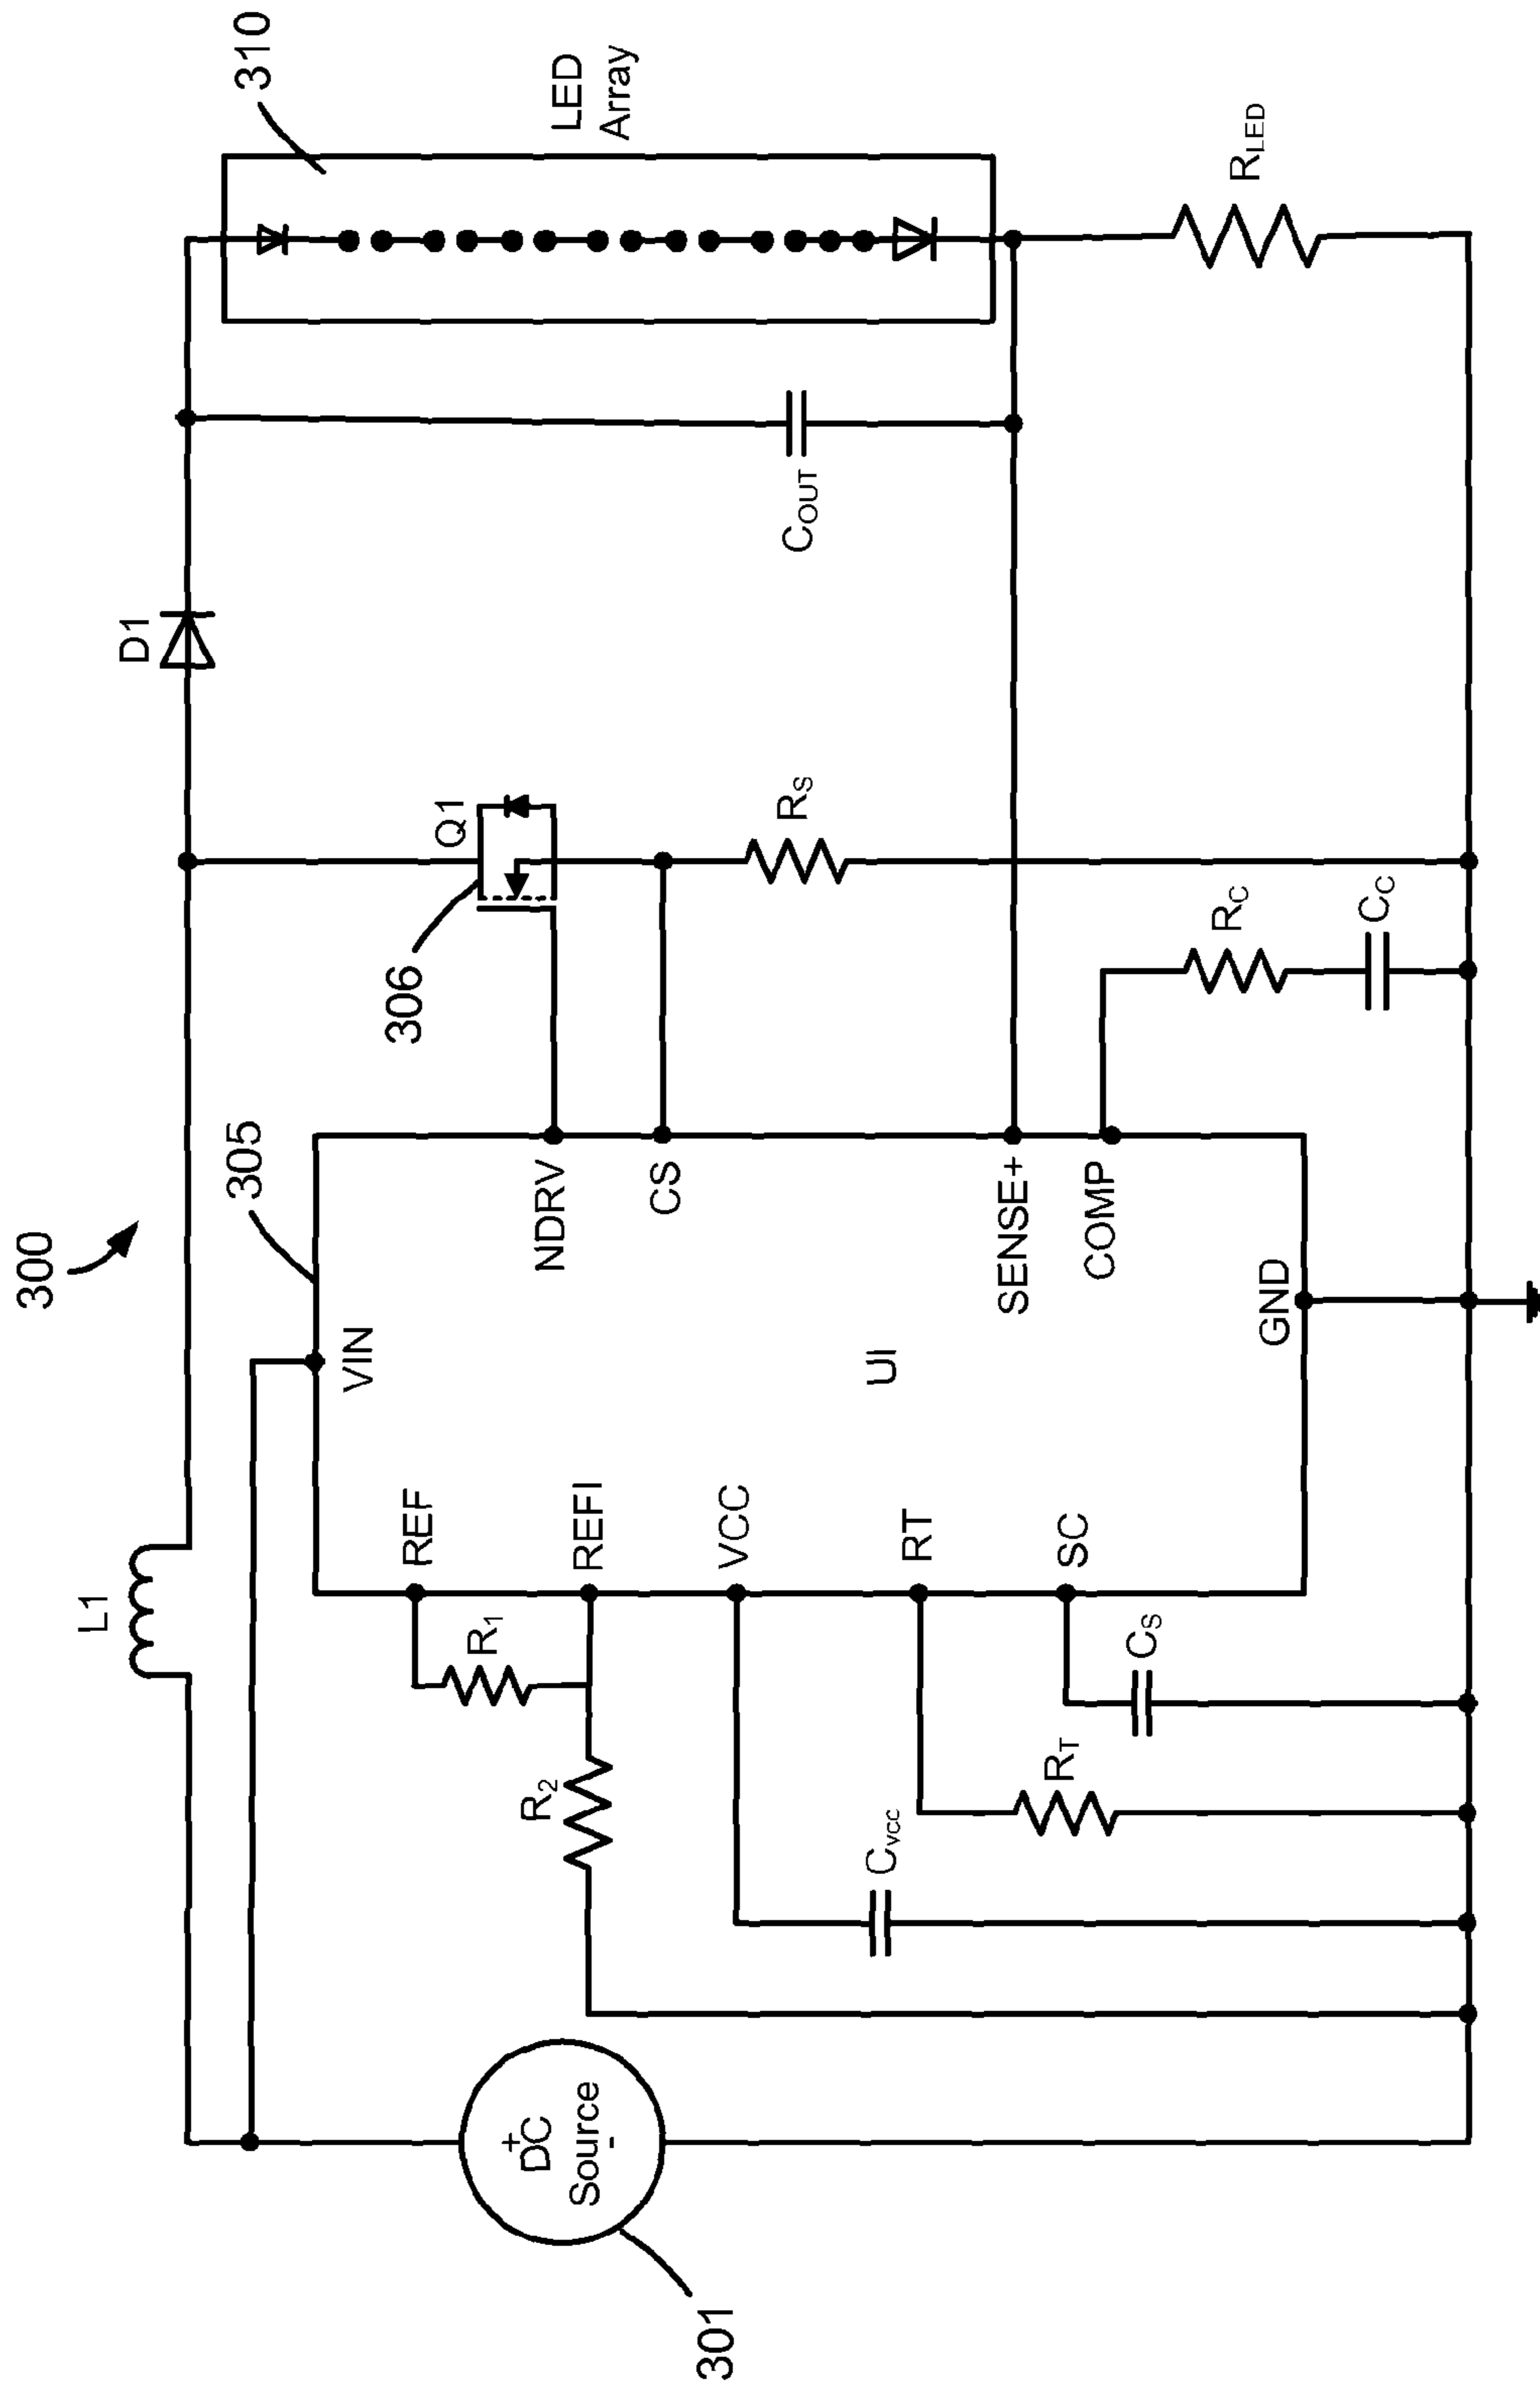 300
L1
D1
310
LED
Array
305
VIN
306
Q1
REF
REFI
VCC
RT
SC
NDRV
CS
SENSE+
COMP
GND
UI
R1
R2
CVCC
RT
CS
RS
RC
CC
COUT
RLED
+
DC
Source
-
301